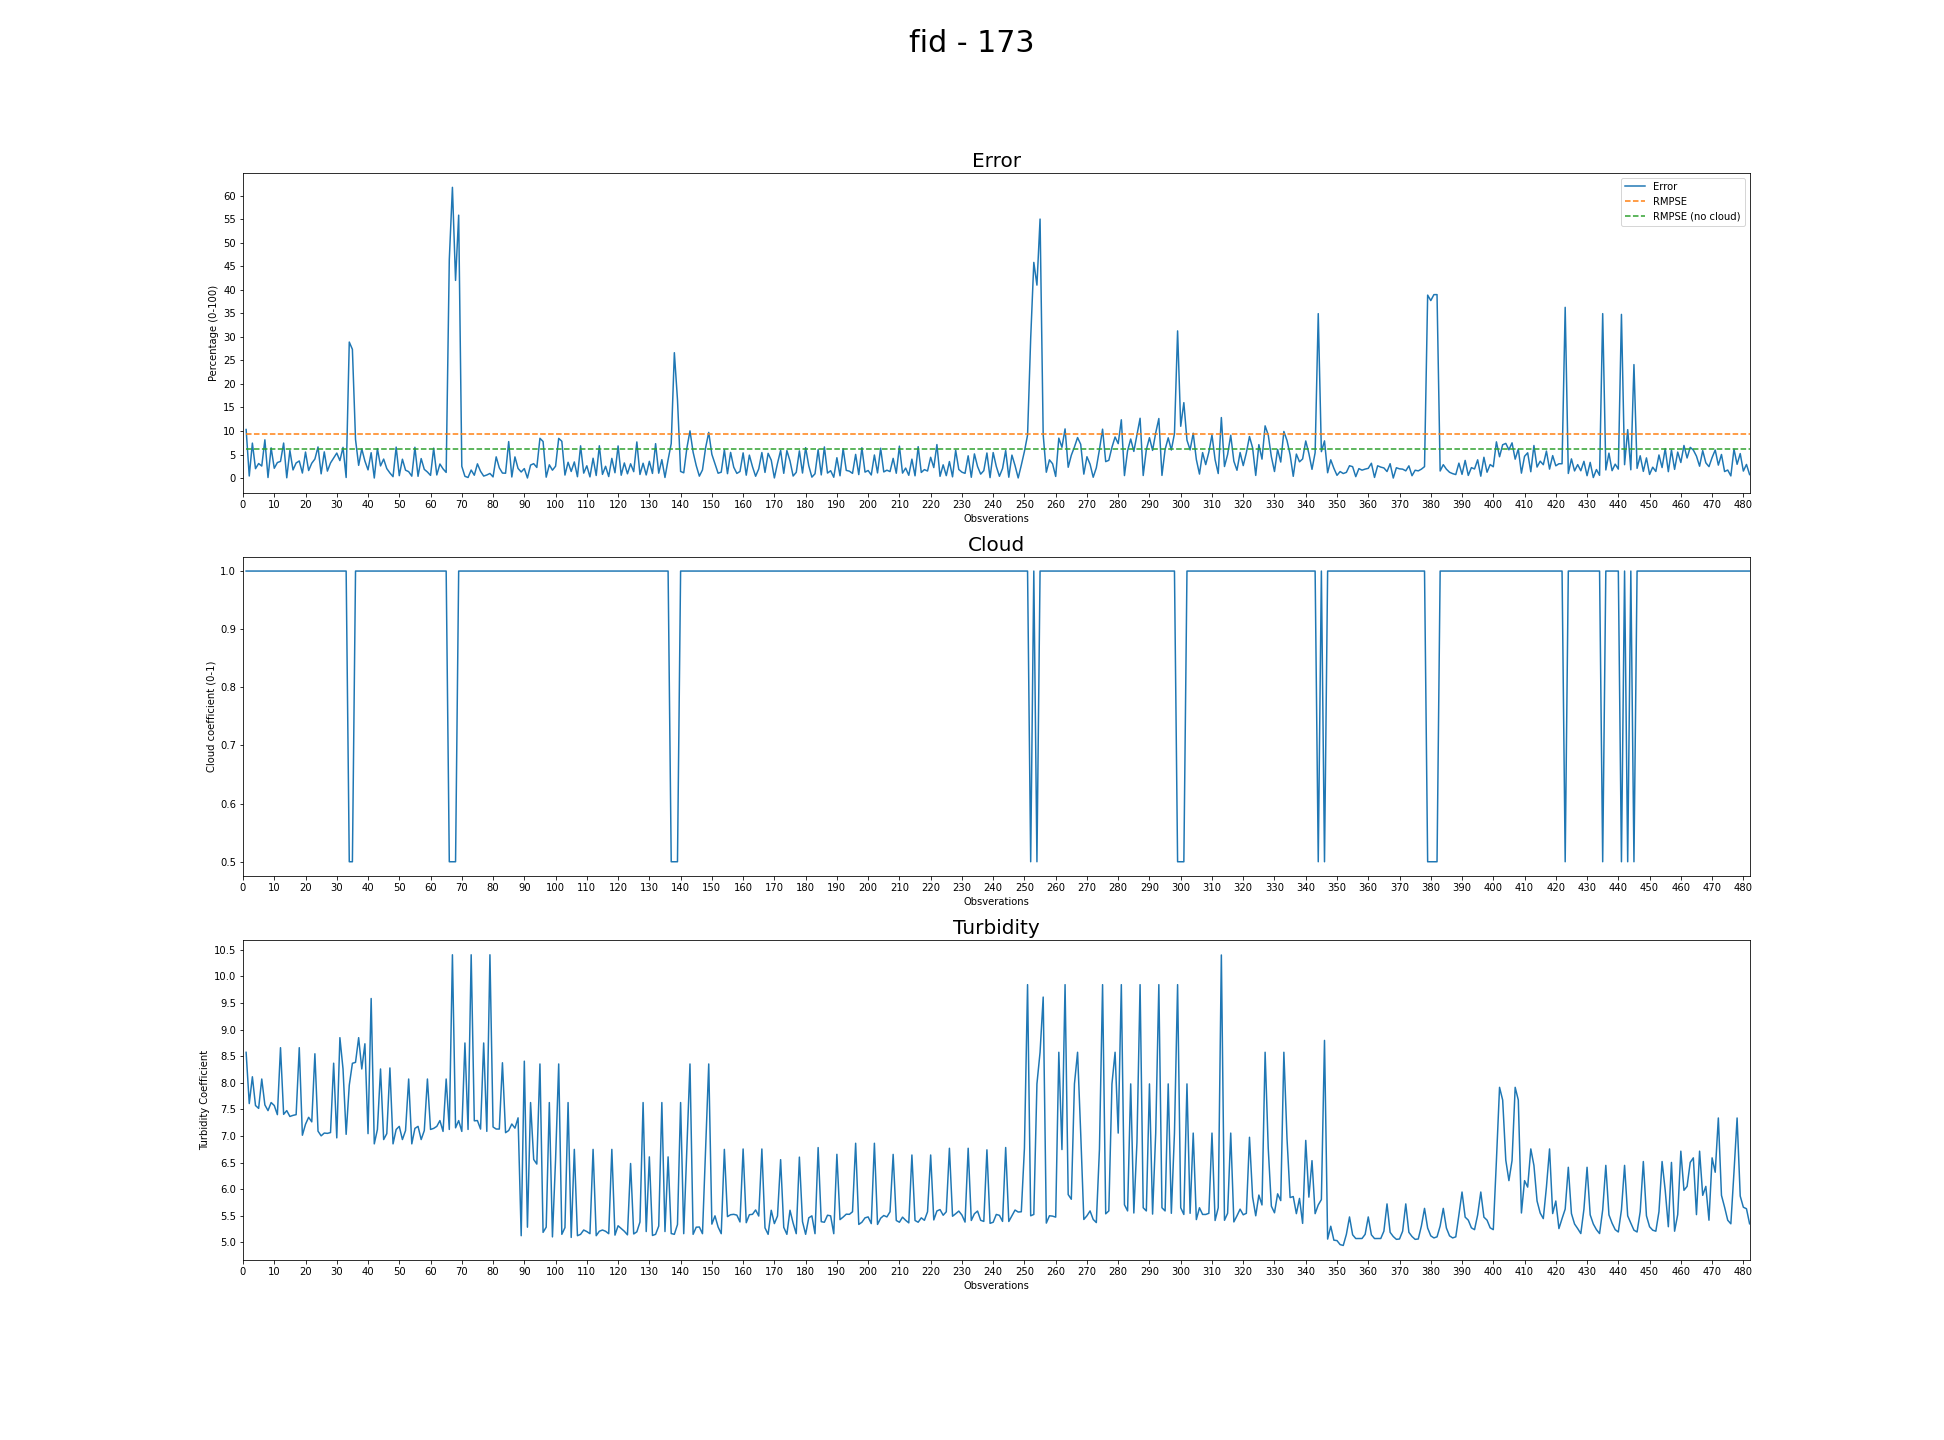 fid - 173
Error
60
55
50
45
40
35
30
25
20
15
10
5
0
Percentage (0-100)
Error
RMPSE
RMPSE (no cloud)
0 10 20 30 40 50 60 70 80 90 100 110 120 130 140 150 160 170 180 190 200 210 220 230 240 250 260 270 280 290 300 310 320 330 340 350 360 370 380 390 400 410 420 430 440 450 460 470 480
Obsverations
Cloud
1.0
0.9
0.8
0.7
0.6
0.5
Cloud coefficient (0-1)
0 10 20 30 40 50 60 70 80 90 100 110 120 130 140 150 160 170 180 190 200 210 220 230 240 250 260 270 280 290 300 310 320 330 340 350 360 370 380 390 400 410 420 430 440 450 460 470 480
Obsverations
Turbidity
10.5
10.0
9.5
9.0
8.5
8.0
7.5
7.0
6.5
6.0
5.5
5.0
Turbidity Coefficient
0 10 20 30 40 50 60 70 80 90 100 110 120 130 140 150 160 170 180 190 200 210 220 230 240 250 260 270 280 290 300 310 320 330 340 350 360 370 380 390 400 410 420 430 440 450 460 470 480
Obsverations